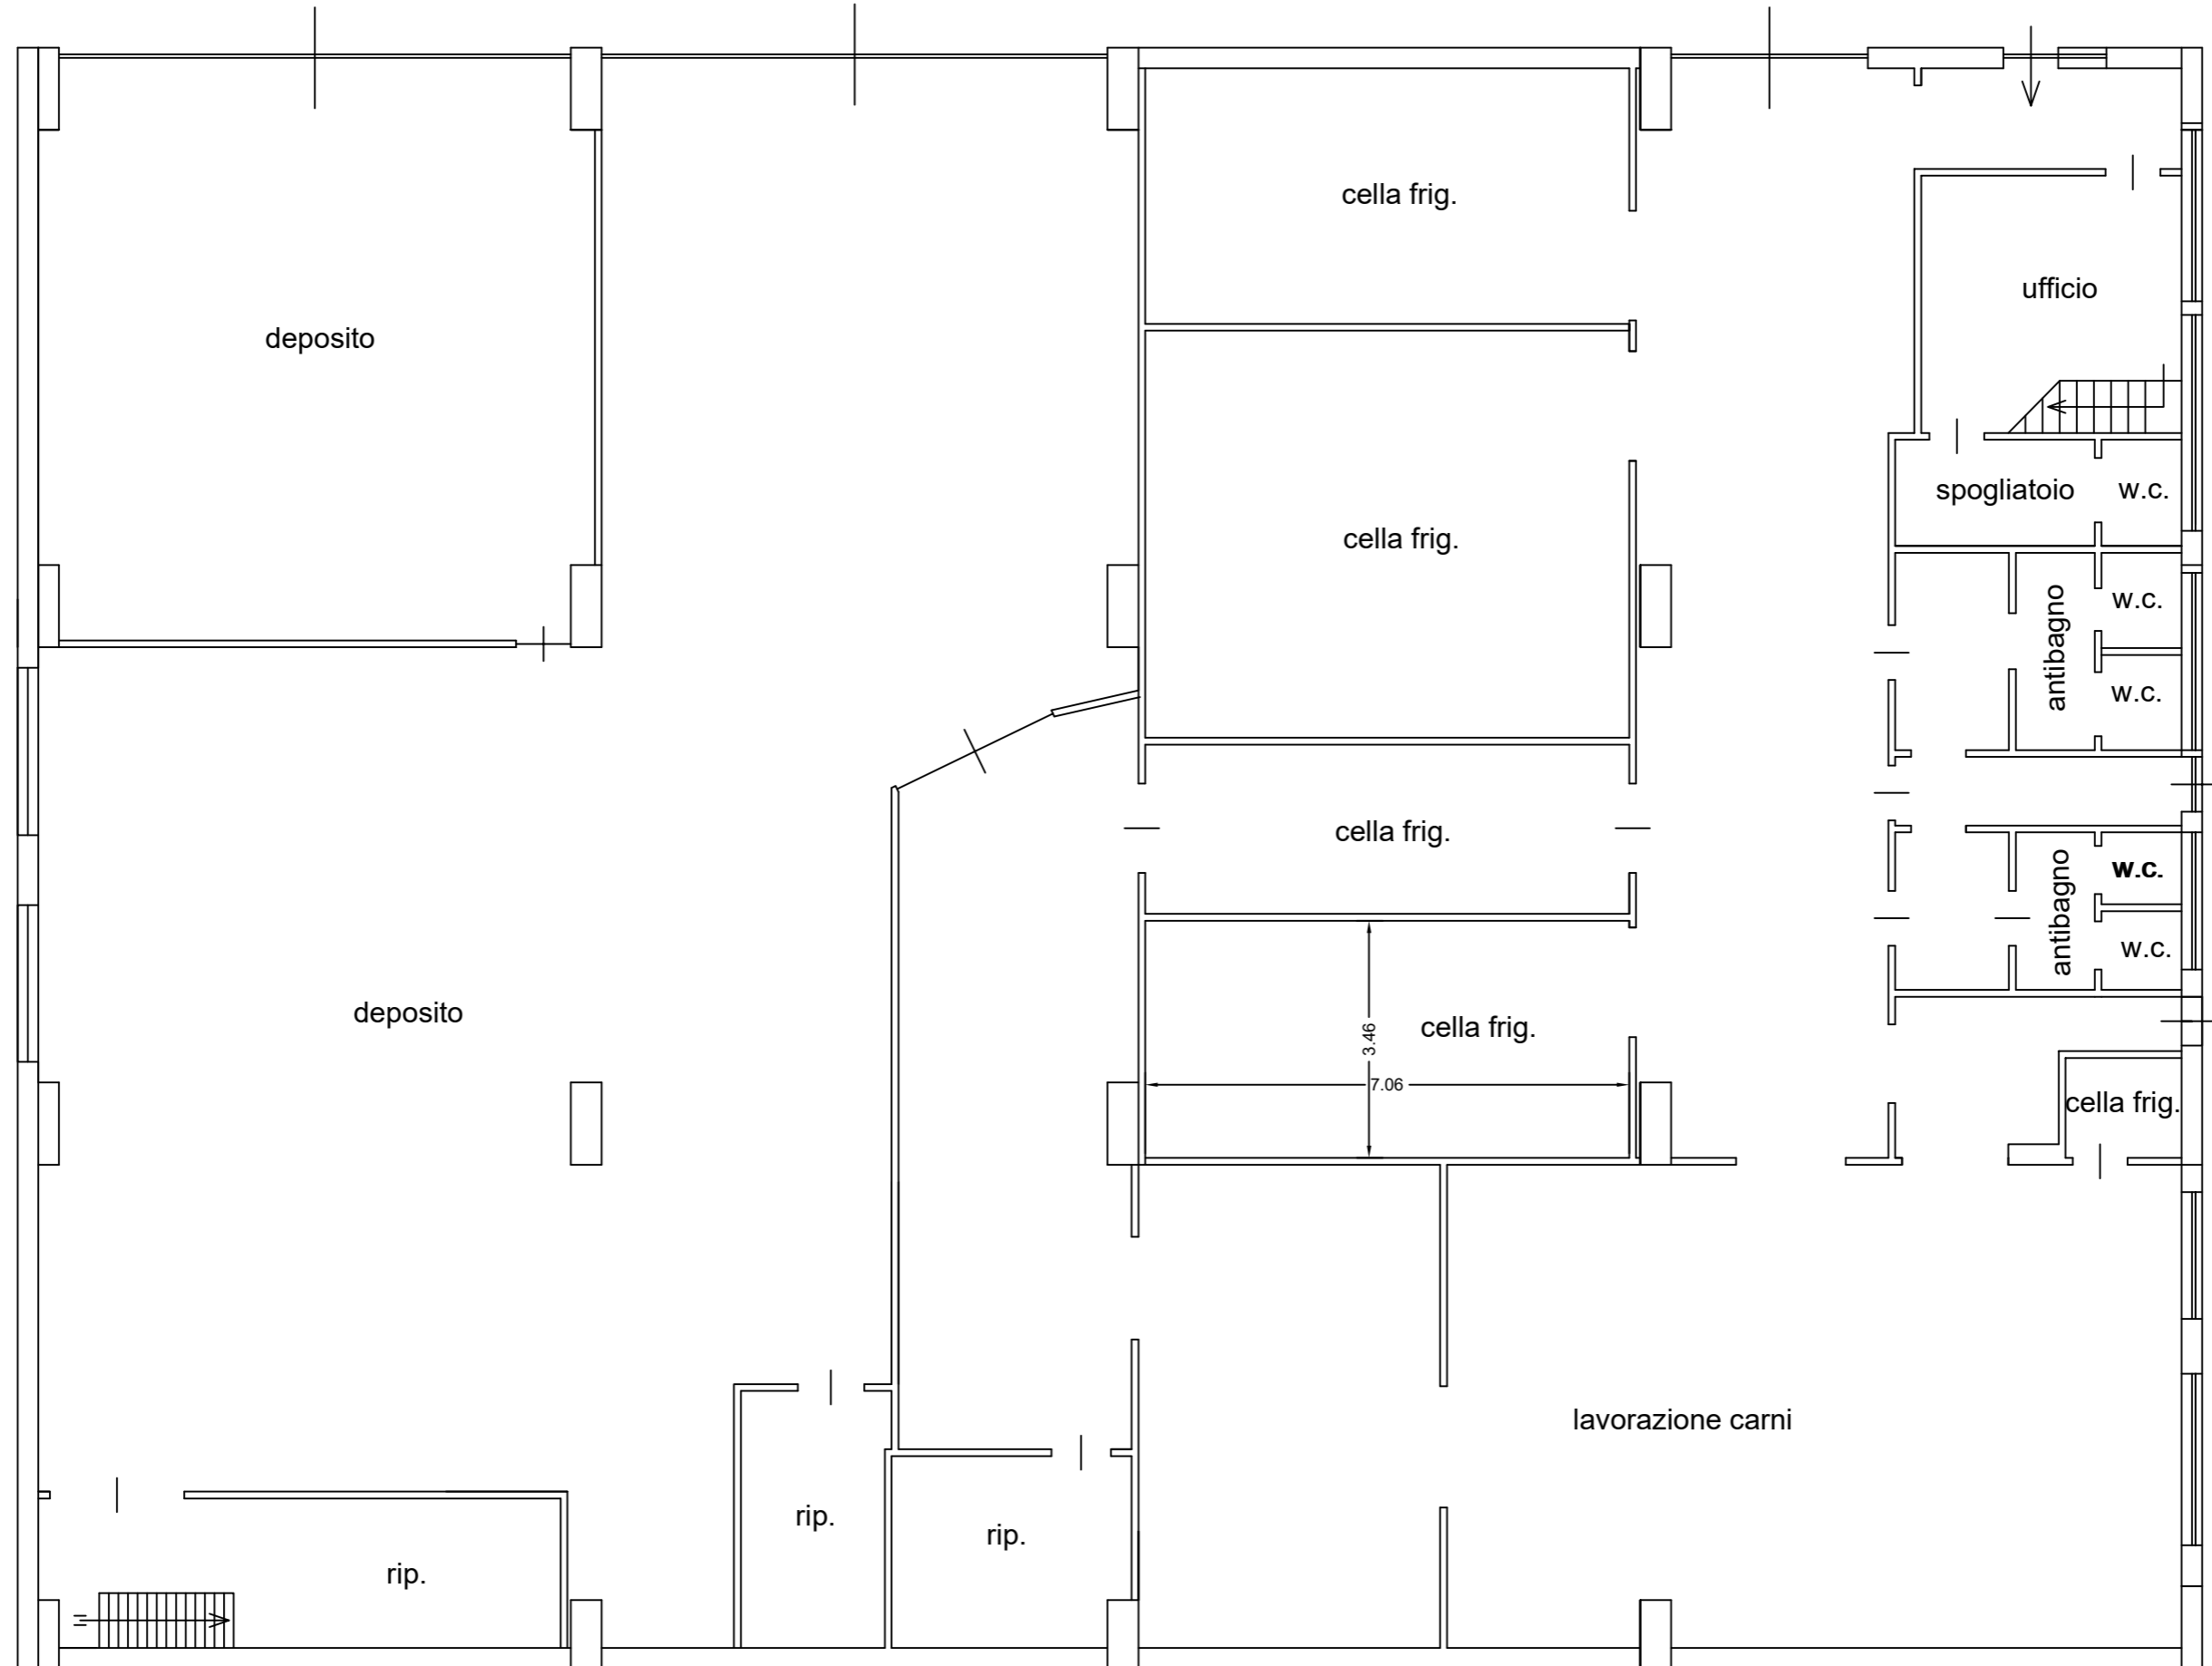 cella frig.
ufficio
deposito
spogliatoio
w.c.
cella frig.
w.c.
antibagno
w.c.
cella frig.
w.c.
antibagno
w.c.
deposito
cella frig.
3.46
7.06
cella frig.
lavorazione carni
rip.
rip.
rip.